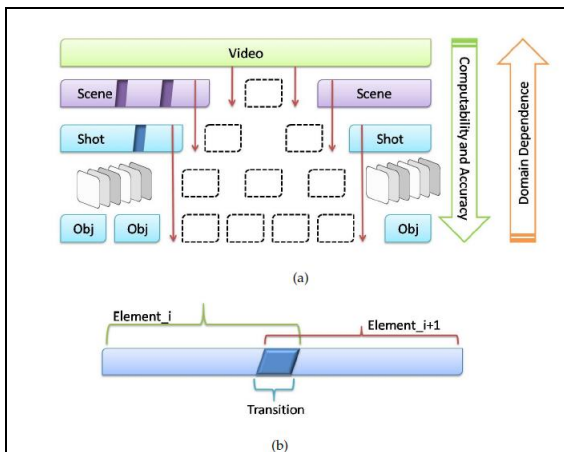 Video
Scene
Scene
Shot
Shot
Obj
Obj
Obj
Computability and Accuracy
Domain Dependence
(a)
Element_i
Element_i+1
Transition
(b)